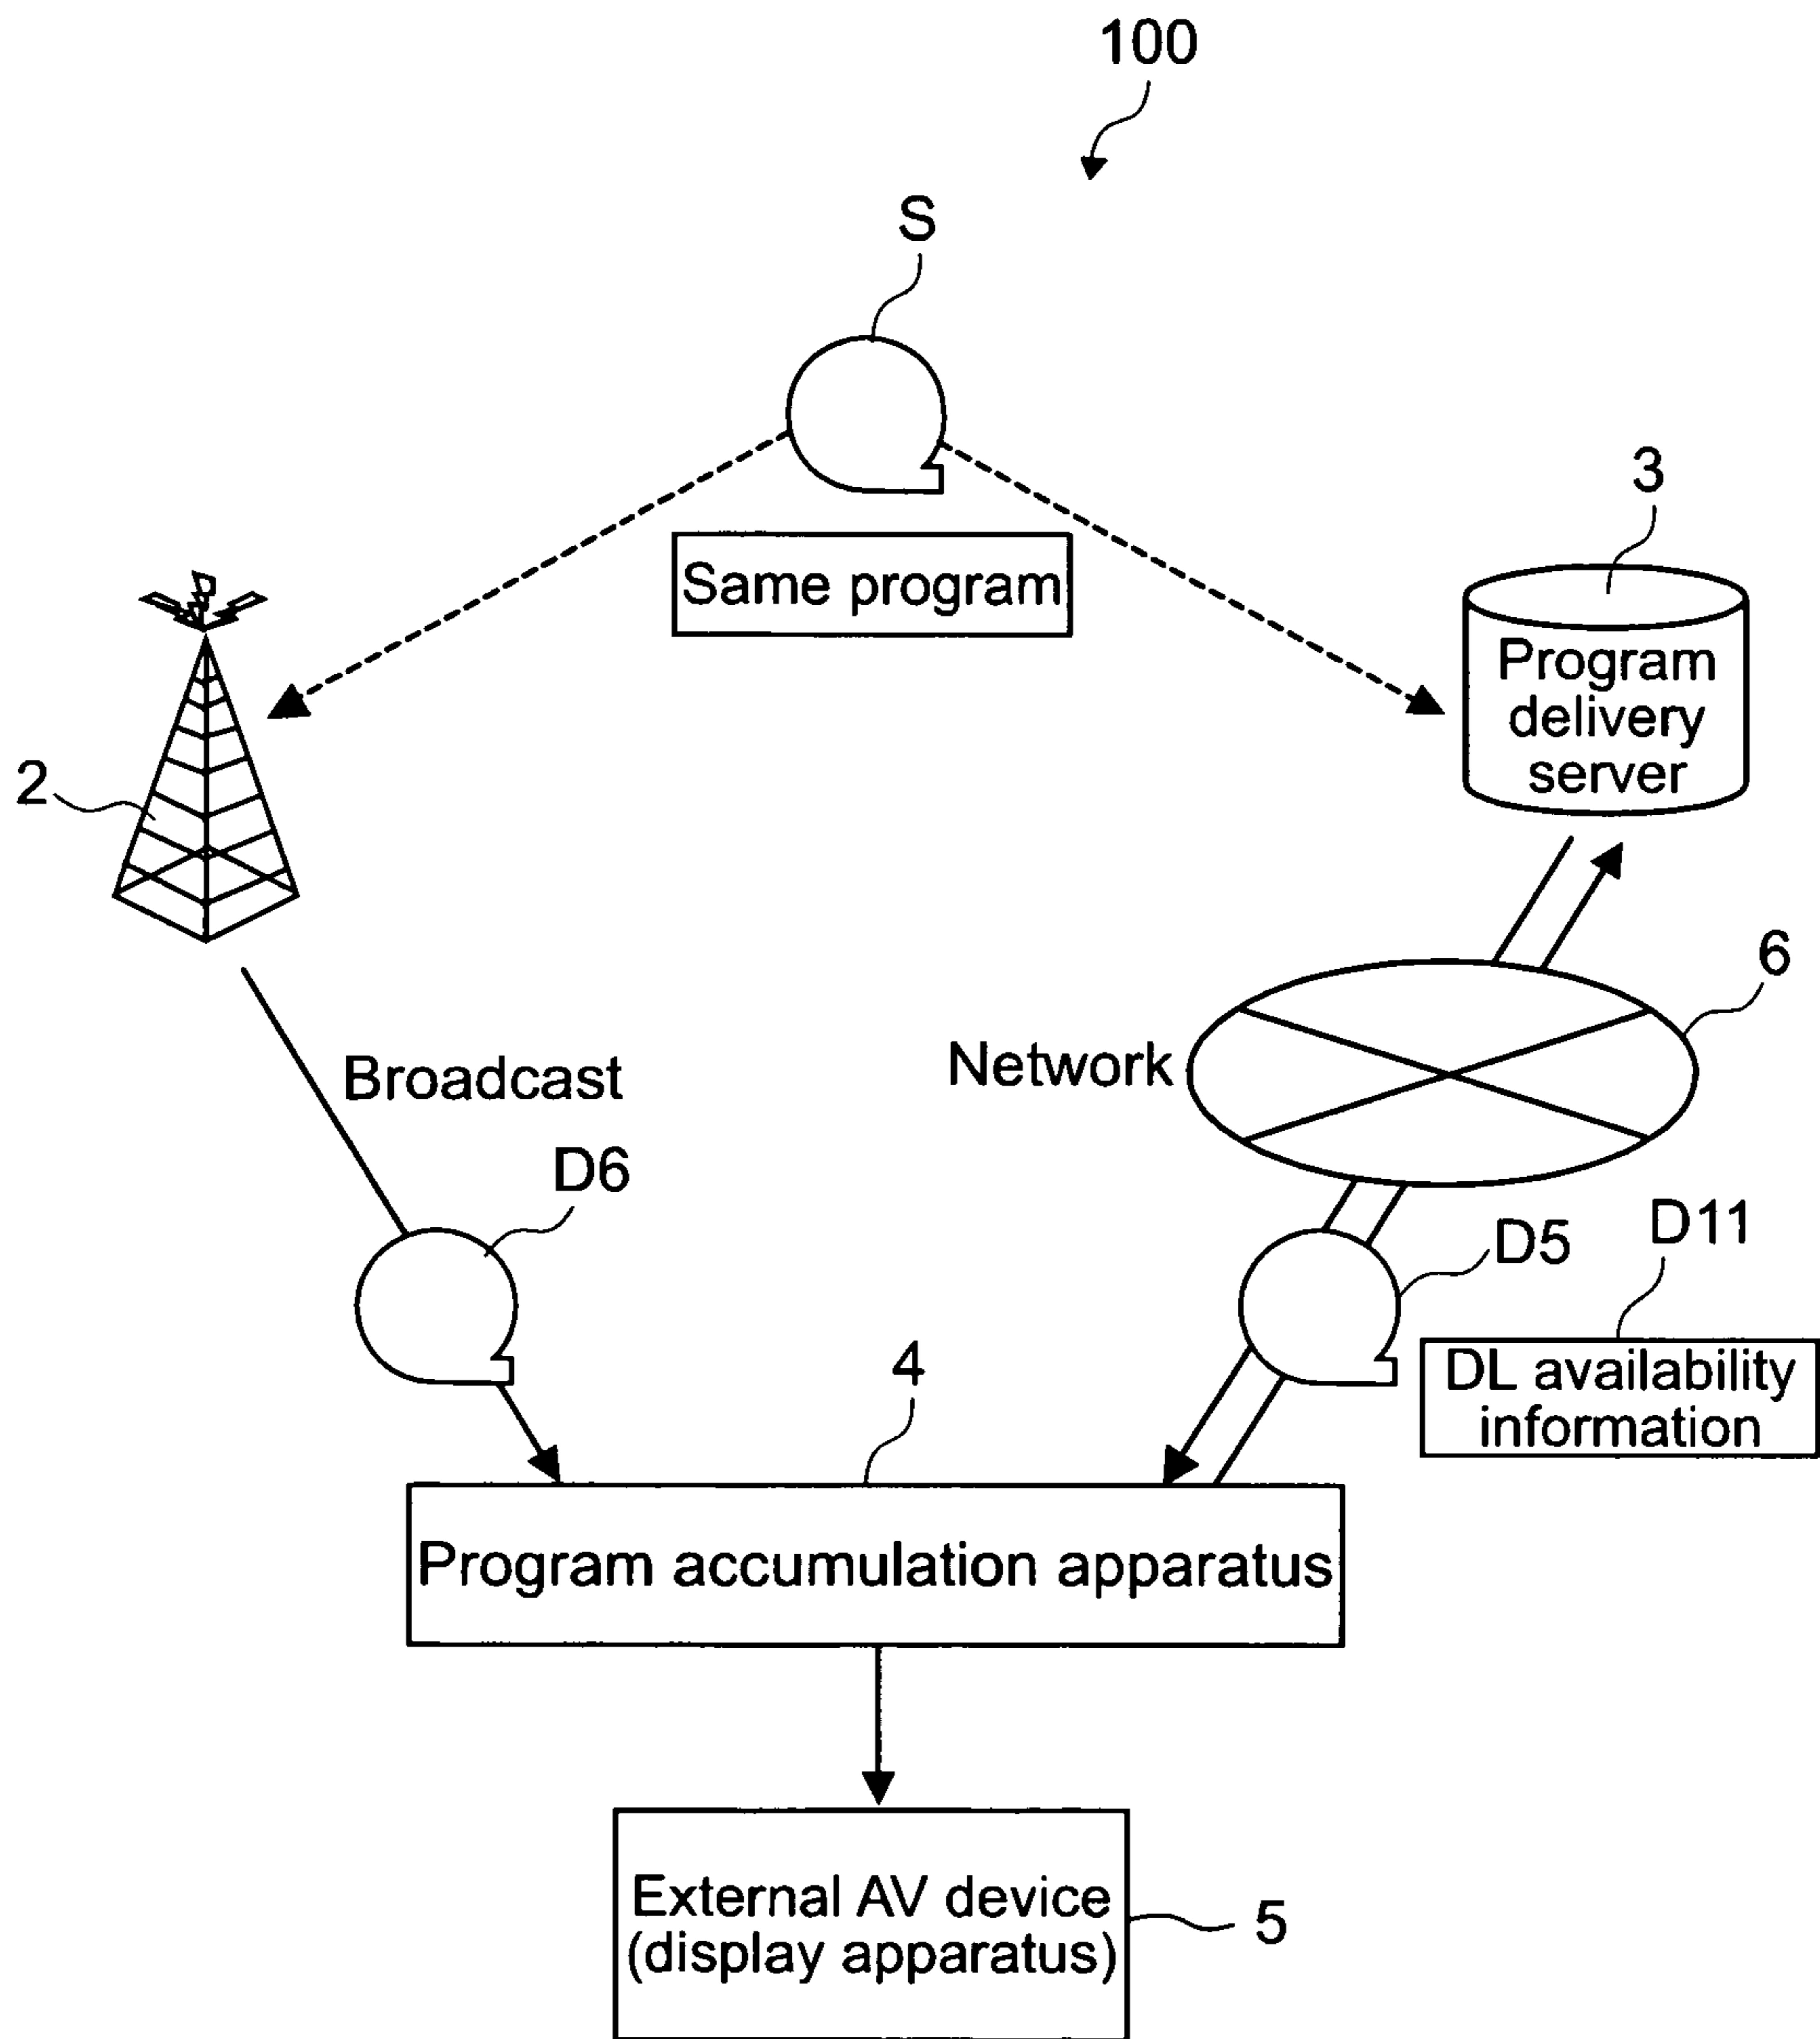 100
S
3
Same program
Program
delivery
server
2
6
Network
Broadcast
D6
D5
D11
DL availability
information
4
Program accumulation apparatus
External AV device
(display apparatus)
5